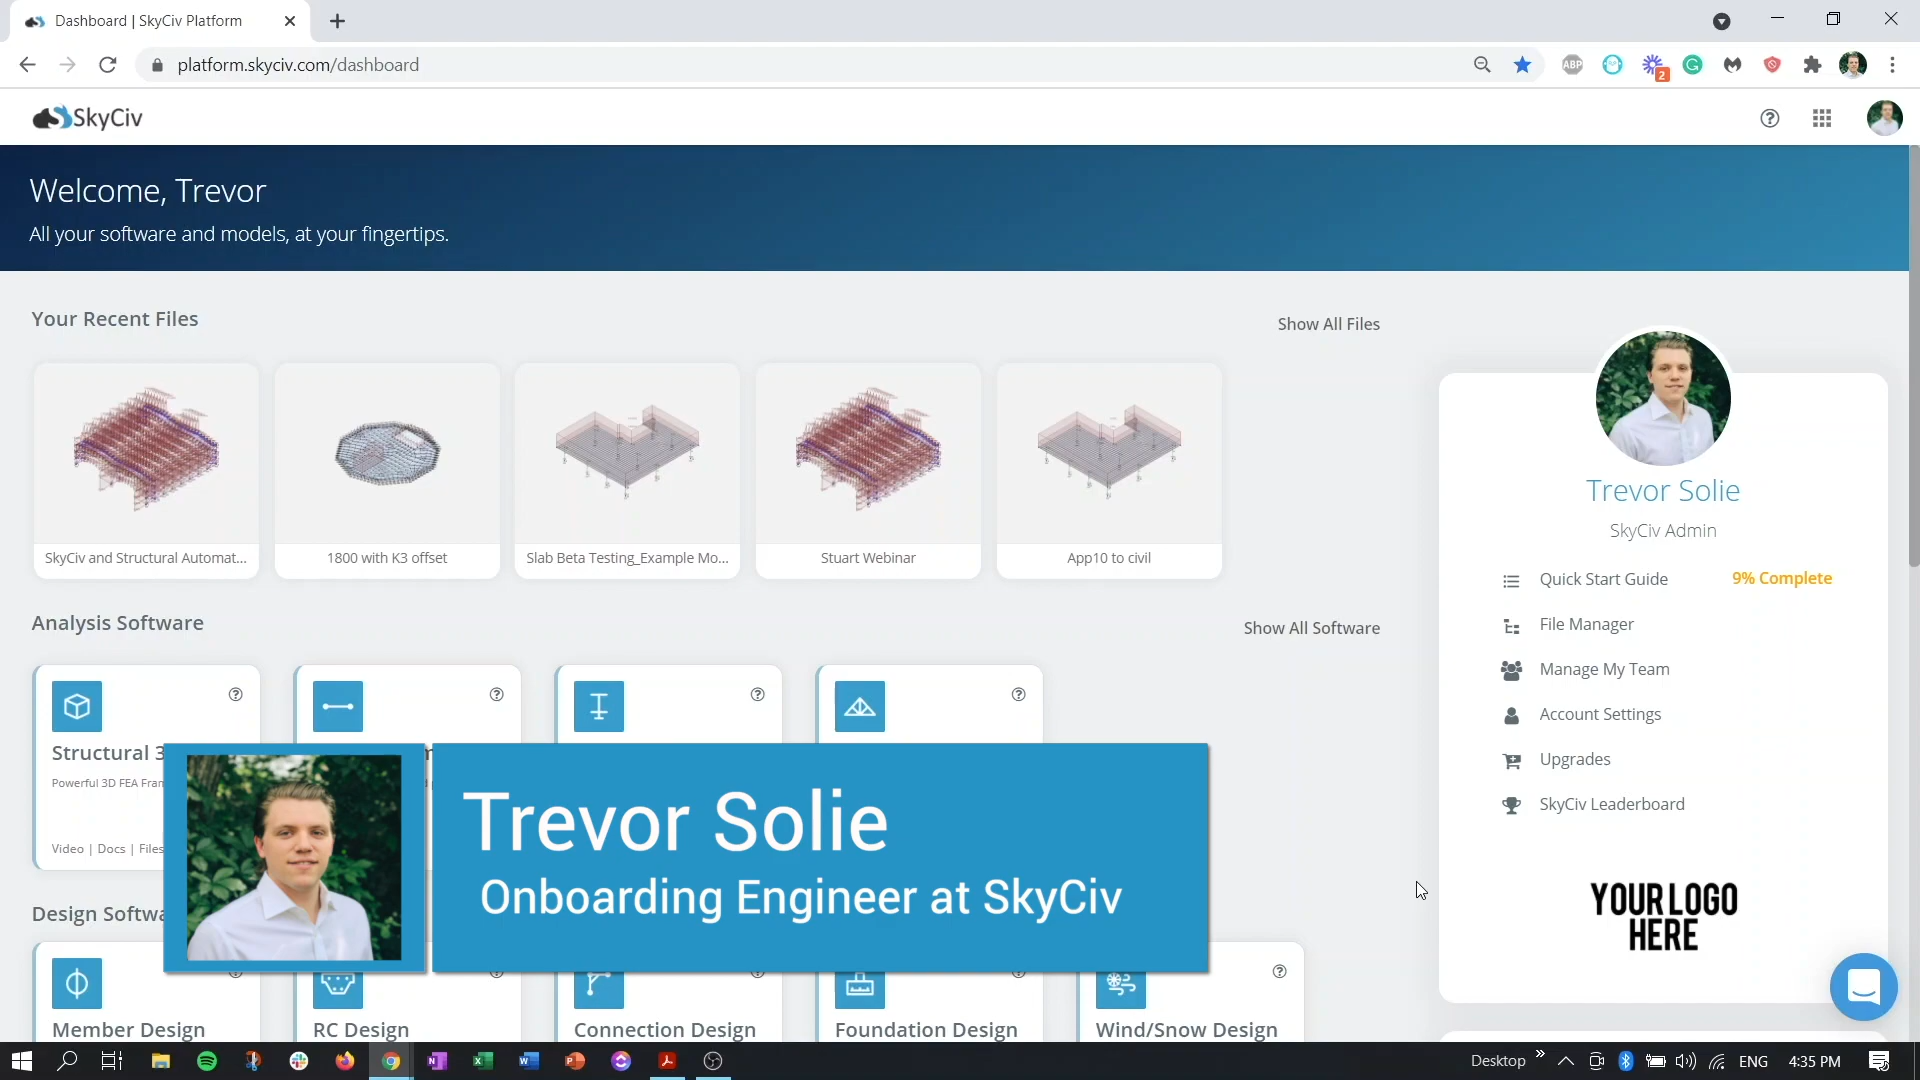 Dashboard | SkyCiv Platform
platform.skyciv.com/dashboard
ABP
2
SkyCiv
Welcome, Trevor
All your software and models, at your fingertips.
Your Recent Files
Show All Files
SkyCiv and Structural Automat...
1800 with K3 offset
Slab Beta Testing_Example Mo...
Stuart Webinar
App10 to civil
Trevor Solie
SkyCiv Admin
Quick Start Guide
9% Complete
File Manager
Manage My Team
Account Settings
Upgrades
SkyCiv Leaderboard
YOUR LOGO
HERE
Analysis Software
Show All Software
Structural 3
Powerful 3D FEA Fram
Video | Docs | Files
Trevor Solie
Onboarding Engineer at SkyCiv
Design Softwa
Member Design
RC Design
Connection Design
Foundation Design
Wind/Snow Design
Desktop
ENG
4:35 PM